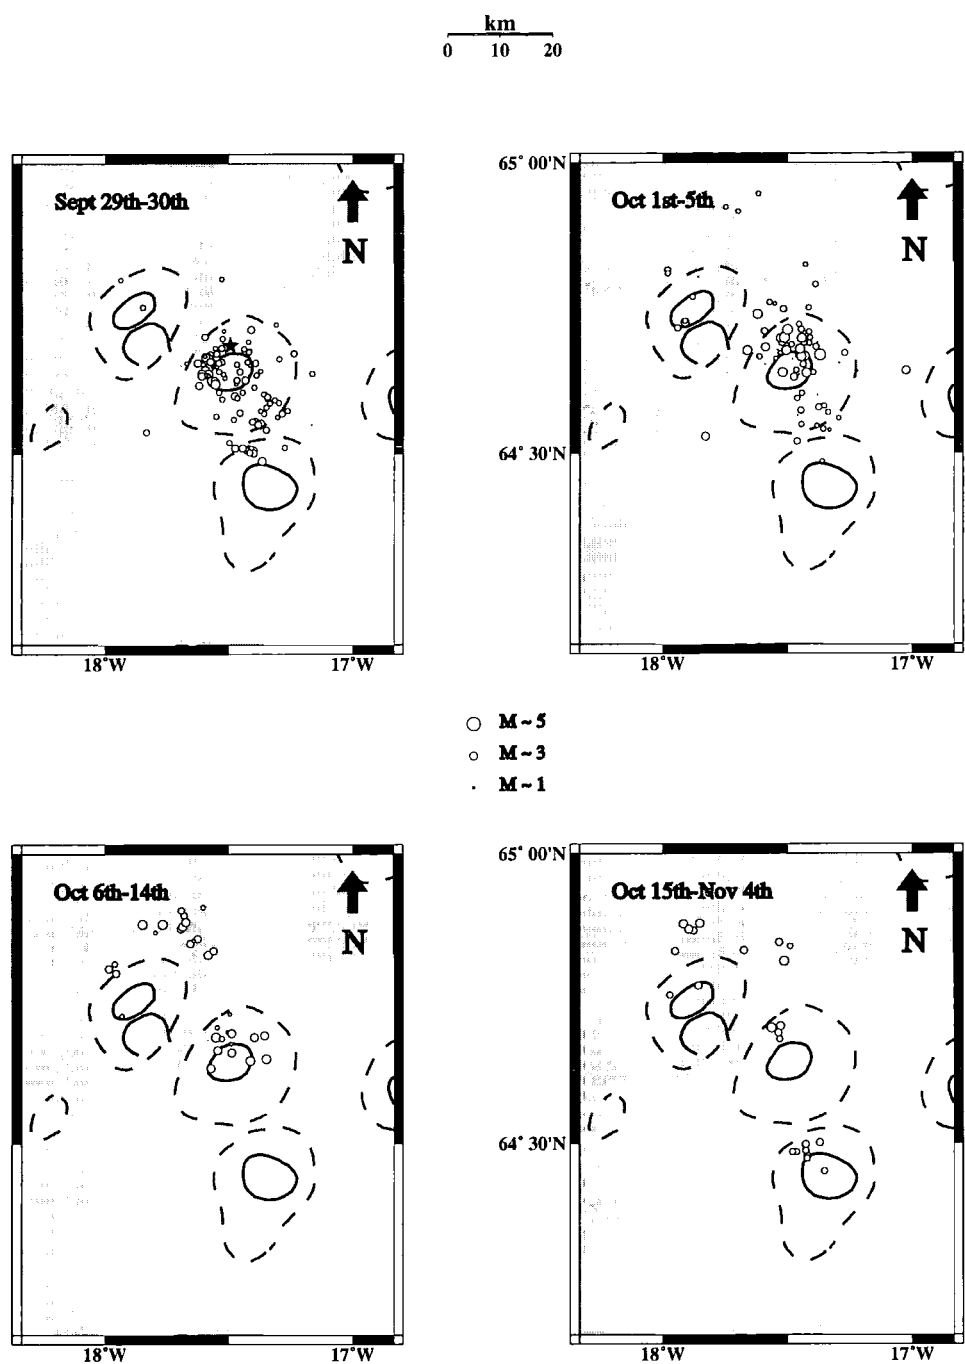 km
0 10 20
Sept 29th-30th
N
18°W 17°W
65° 00'N
Oct 1st-5th
N
64° 30'N
18°W 17°W
M ~ 5
M ~ 3
M ~ 1
Oct 6th-14th
N
18°W 17°W
65° 00'N
Oct 15th-Nov 4th
N
64° 30'N
18°W 17°W